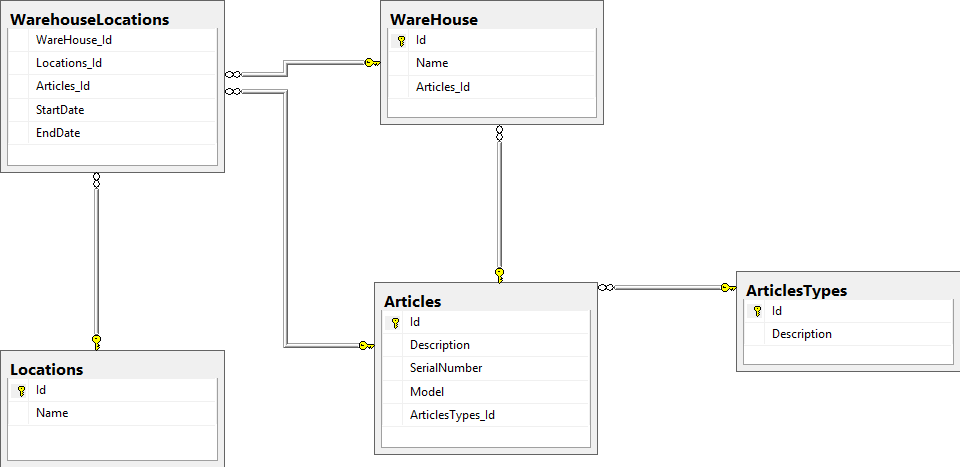 WarehouseLocations
WareHouse_Id
Locations_Id
Articles_Id
StartDate
EndDate
WareHouse
Id
Name
Articles_Id
Articles
Id
Description
SerialNumber
Model
ArticlesTypes_Id
ArticlesTypes
Id
Description
Locations
Id
Name